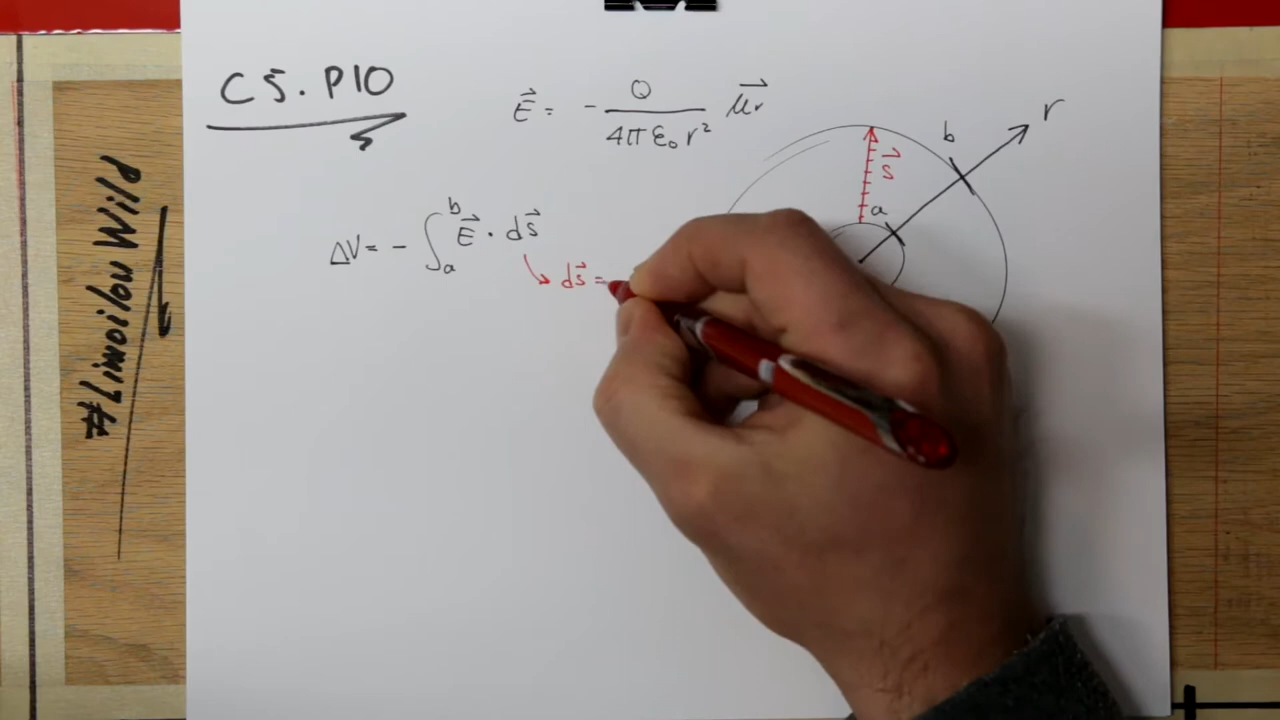 C5. P10
E⃗ = - Q / 4πε₀r² u⃗r
r
b
s⃗
a
ΔV = - ∫ₐᵇ E⃗ · ds⃗
ds⃗ =
#Limoilou Wild